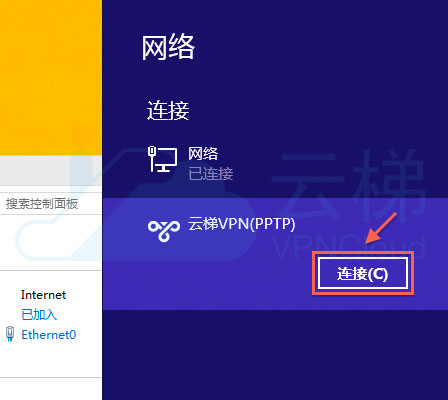 网络
连接
网络
已连接
云梯
VPNCloud
搜索控制面板
云梯VPN(PPTP)
连接(C)
Internet
已加入
Ethernet0